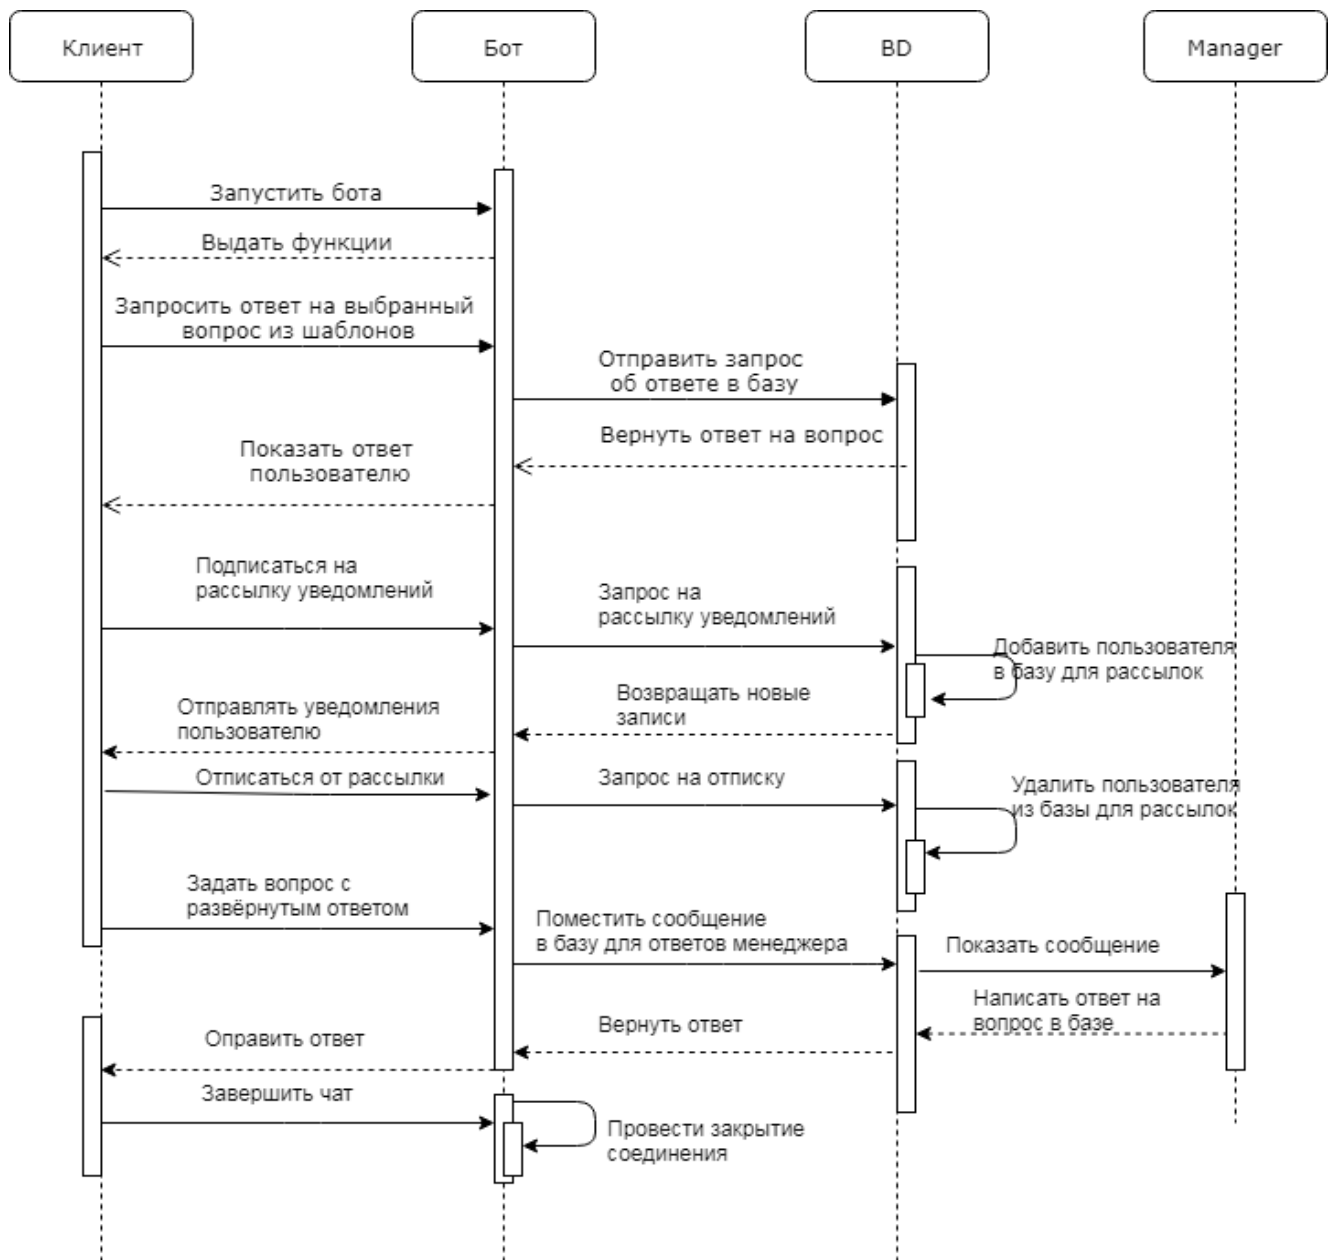 Клиент
Бот
BD
Manager
Запустить бота
Выдать функции
Запросить ответ на выбранный
вопрос из шаблонов
Отправить запрос
об ответе в базу
Вернуть ответ на вопрос
Показать ответ
пользователю
Подписаться на
рассылку уведомлений
Запрос на
рассылку уведомлений
Добавить пользователя
в базу для рассылок
Возвращать новые
записи
Отправлять уведомления
пользователю
Отписаться от рассылки
Запрос на отписку
Удалить пользователя
из базы для рассылок
Задать вопрос с
развёрнутым ответом
Поместить сообщение
в базу для ответов менеджера
Показать сообщение
Написать ответ на
вопрос в базе
Вернуть ответ
Оправить ответ
Завершить чат
Провести закрытие
соединения